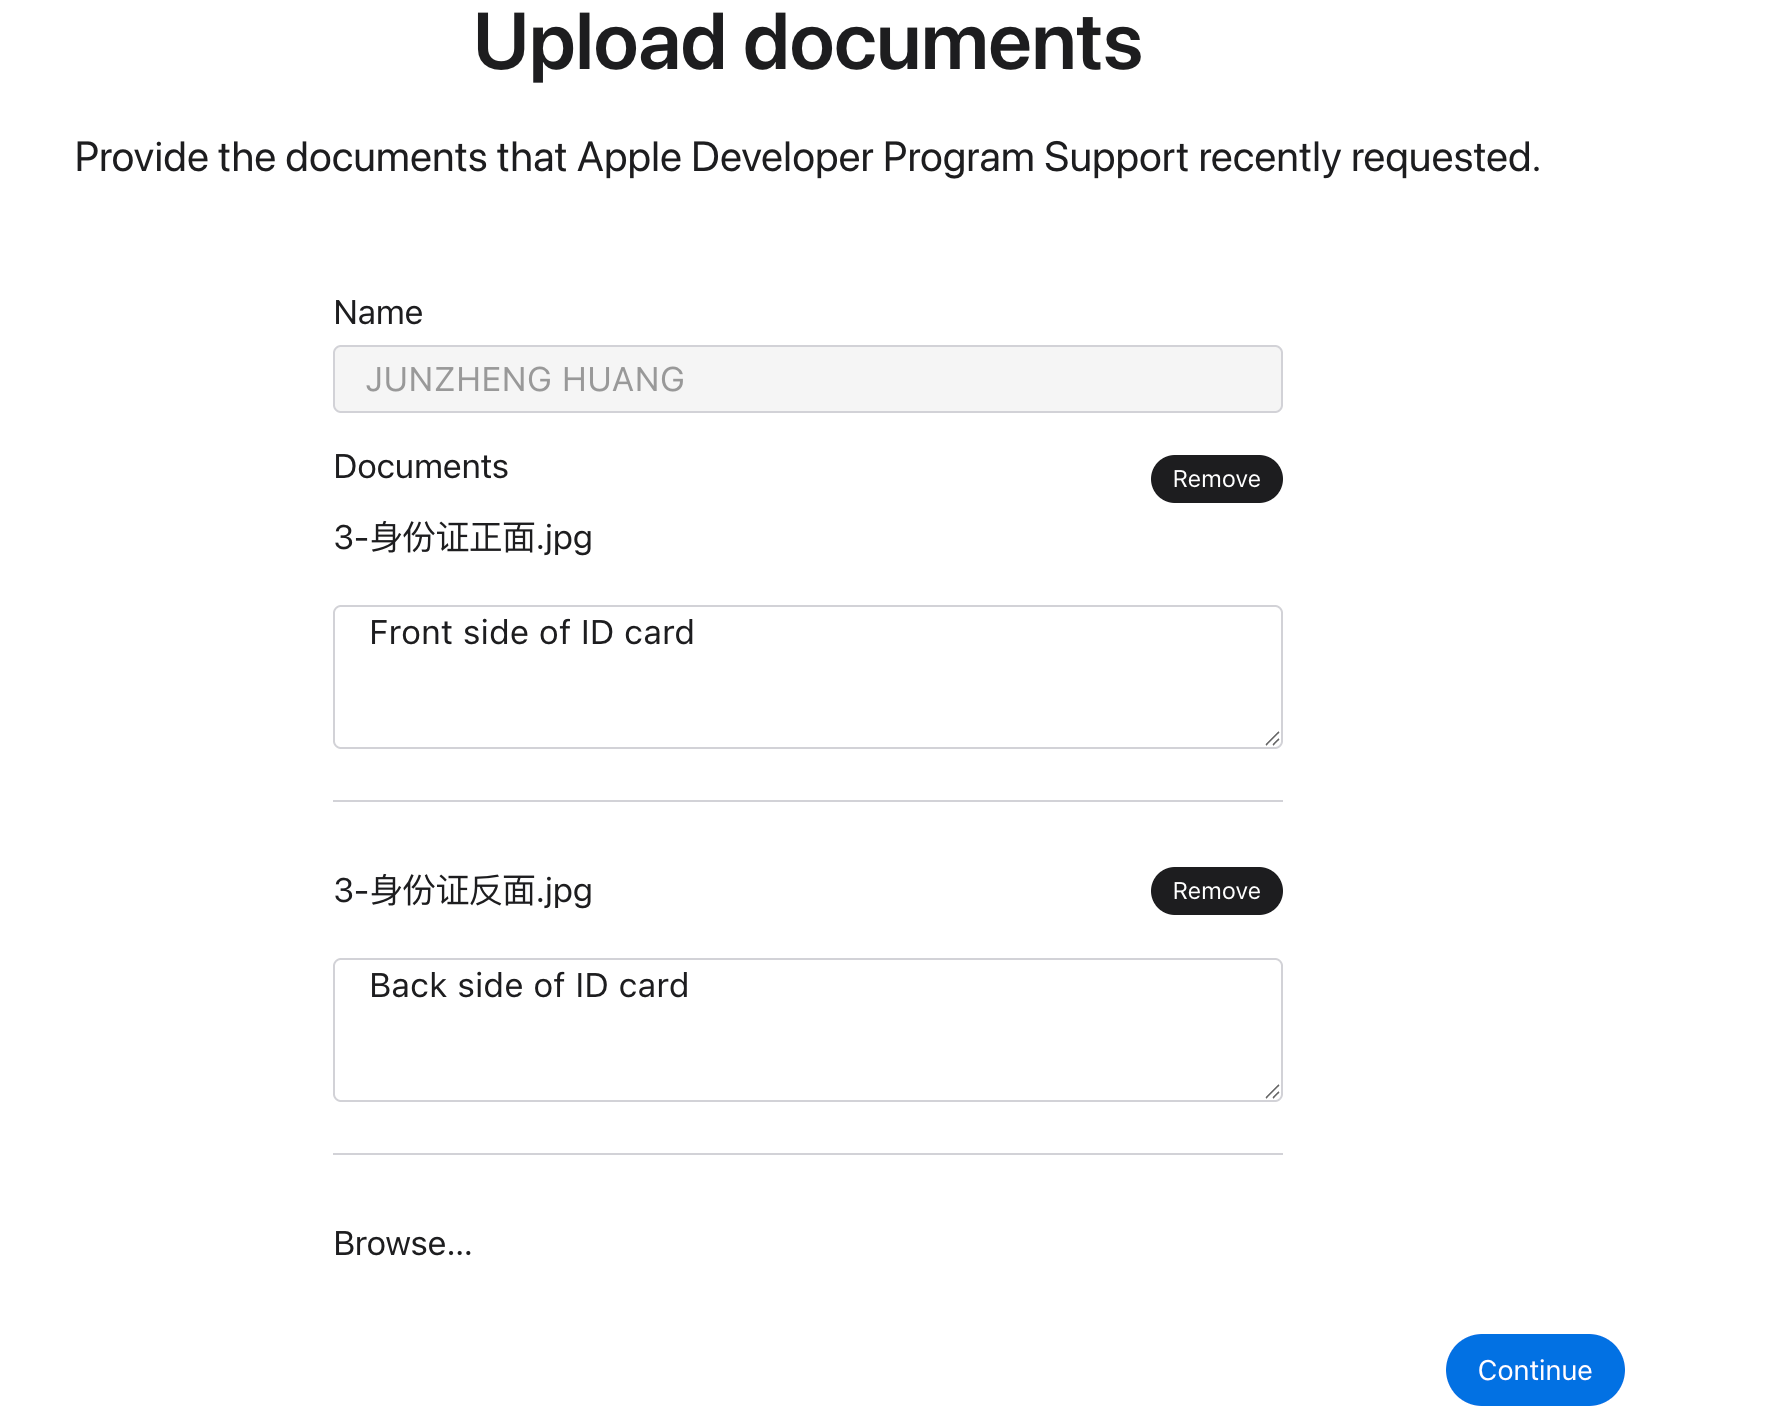 Upload documents
Provide the documents that Apple Developer Program Support recently requested.
Name
JUNZHENG HUANG
Documents
Remove
3-身份证正面.jpg
Front side of ID card
3-身份证反面.jpg
Remove
Back side of ID card
Browse...
Continue